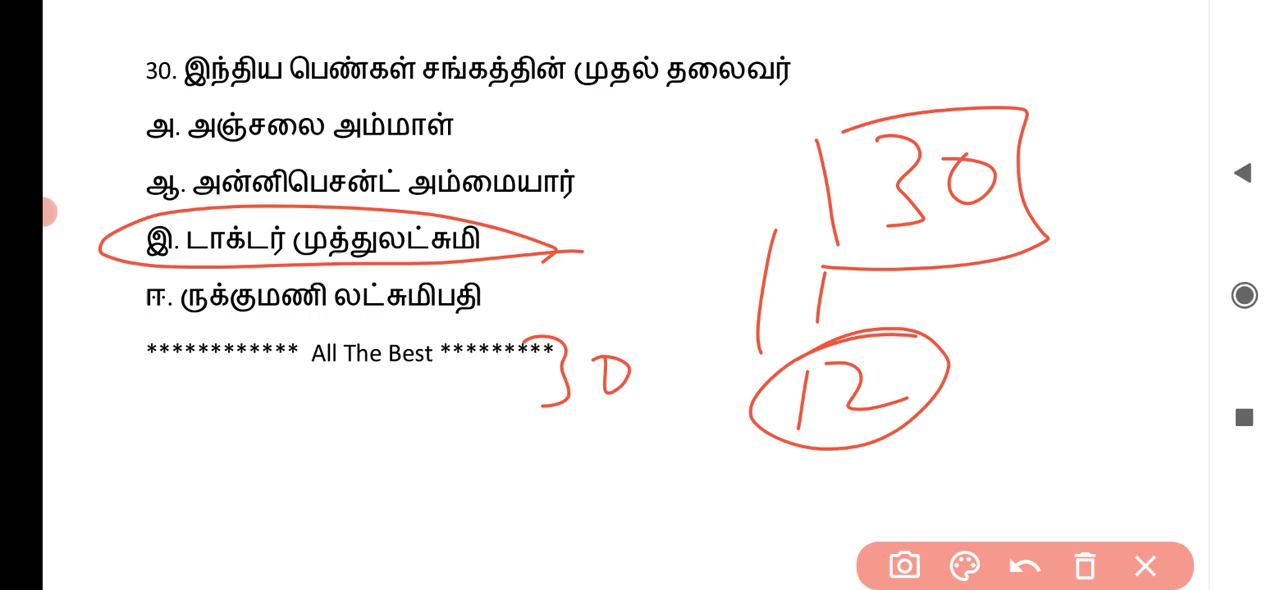 30. இந்திய பெண்கள் சங்கத்தின் முதல் தலைவர்
அ. அஞ்சலை அம்மாள்
ஆ. அன்னிபெசன்ட் அம்மையார்
இ. டாக்டர் முத்துலட்சுமி
ஈ. ருக்குமணி லட்சுமிபதி
************ All The Best *********
30
30
12